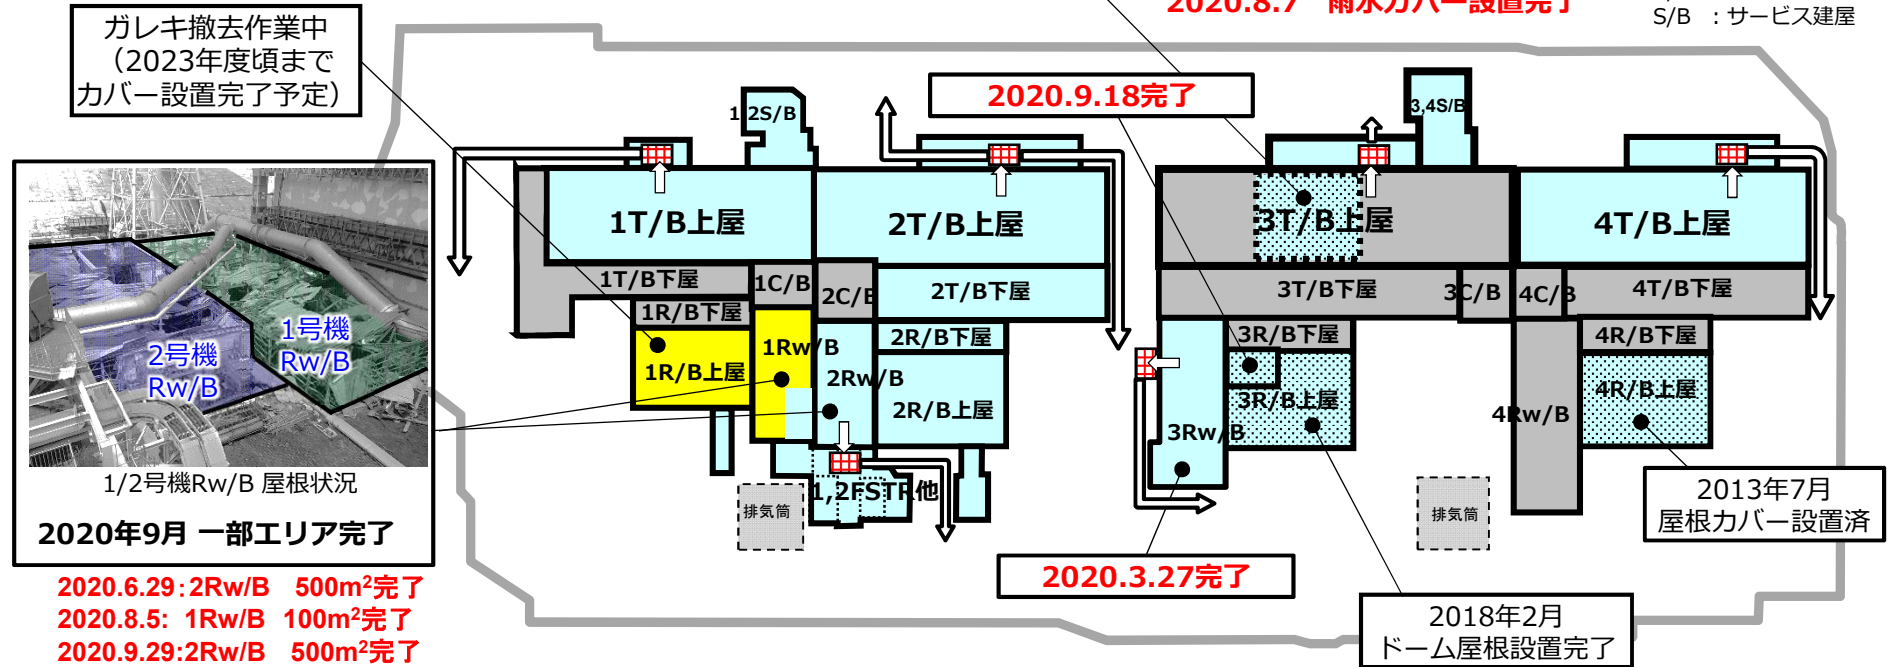 2020.8.7 雨水カバー設置完了
S/B ：サービス建屋
ガレキ撤去作業中
（2023年度頃まで
カバー設置完了予定）
2020.9.18完了
1,2S/B
3,4S/B
1T/B上屋
2T/B上屋
3T/B上屋
4T/B上屋
1T/B下屋
1C/B
2C/B
2T/B下屋
3T/B下屋
3C/B
4C/B
4T/B下屋
1R/B下屋
2R/B下屋
3R/B下屋
4R/B下屋
1Rw/B
1R/B上屋
2Rw/B
2R/B上屋
3R/B上屋
4R/B上屋
3Rw/B
4Rw/B
1,2FSTR他
排気筒
排気筒
1号機
Rw/B
2号機
Rw/B
1/2号機Rw/B 屋根状況
2020年9月 一部エリア完了
2020.6.29：2Rw/B 500m²完了
2020.8.5: 1Rw/B 100m²完了
2020.9.29:2Rw/B 500m²完了
2020.3.27完了
2013年7月
屋根カバー設置済
2018年2月
ドーム屋根設置完了